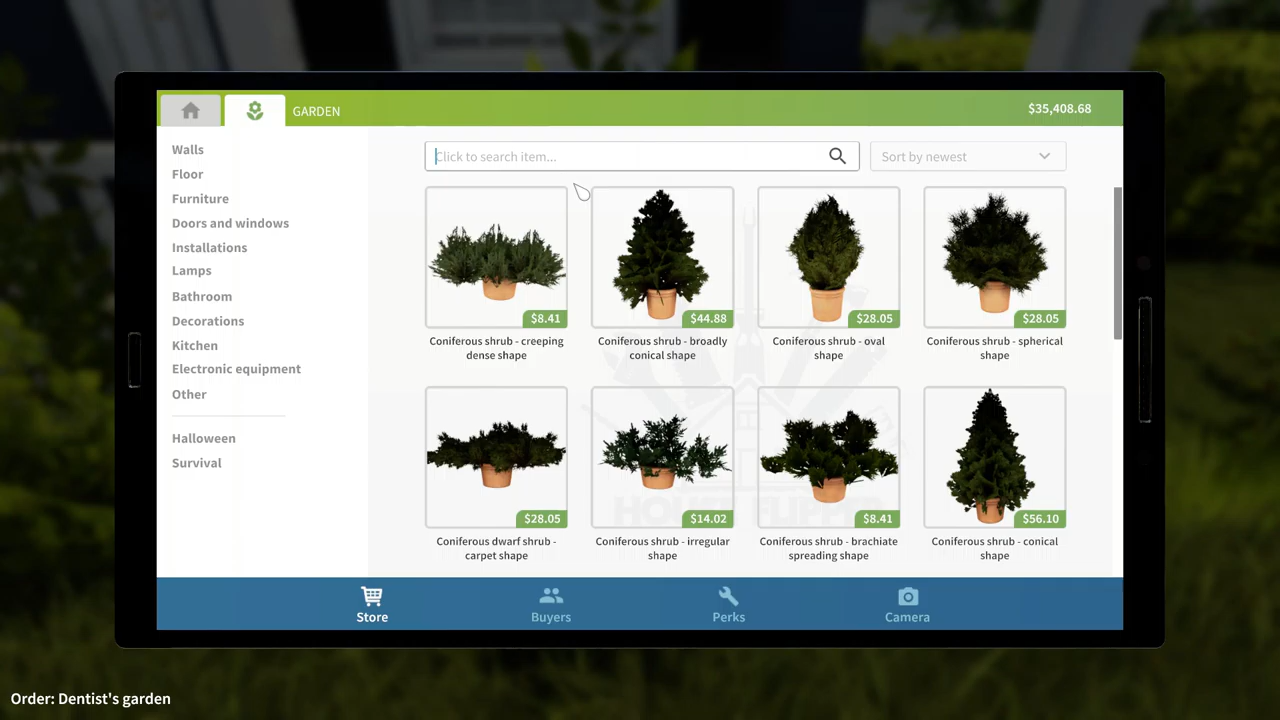 GARDEN
$35,408.68
Walls
Floor
Furniture
Doors and windows
Installations
Lamps
Bathroom
Decorations
Kitchen
Electronic equipment
Other
Halloween
Survival
Click to search item...
Sort by newest
$8.41
$44.88
$28.05
$28.05
Coniferous shrub - creeping
dense shape
Coniferous shrub - broadly
conical shape
Coniferous shrub - oval
shape
Coniferous shrub - spherical
shape
$28.05
$14.02
$8.41
$56.10
Coniferous dwarf shrub -
carpet shape
Coniferous shrub - irregular
shape
Coniferous shrub - brachiate
spreading shape
Coniferous shrub - conical
shape
HOUSE FLIPPER
Store
Buyers
Perks
Camera
Order: Dentist's garden